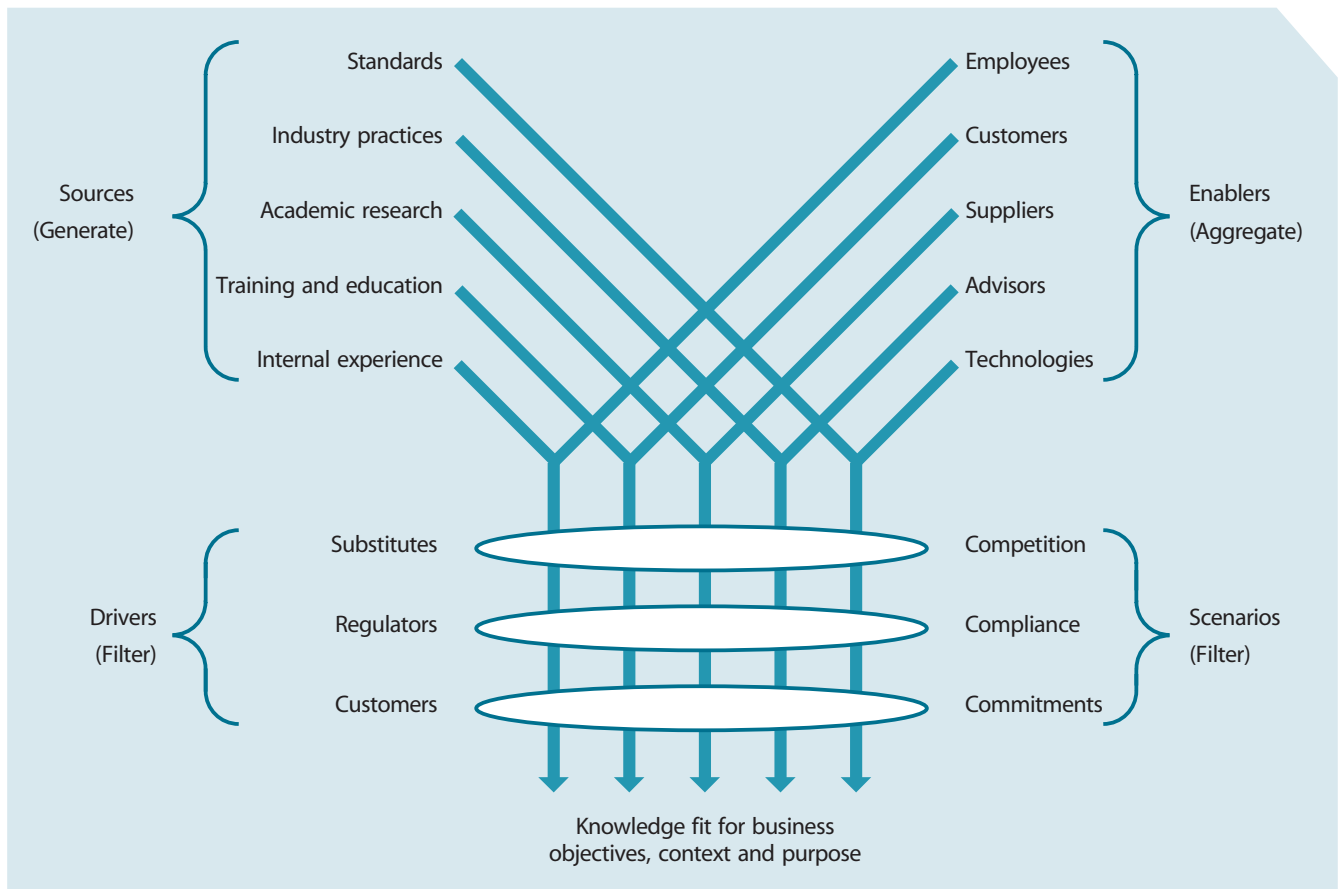 Standards
Industry practices
Academic research
Training and education
Internal experience
Sources
(Generate)
Employees
Customers
Suppliers
Advisors
Technologies
Enablers
(Aggregate)
Substitutes
Regulators
Customers
Drivers
(Filter)
Competition
Compliance
Commitments
Scenarios
(Filter)
Knowledge fit for business
objectives, context and purpose